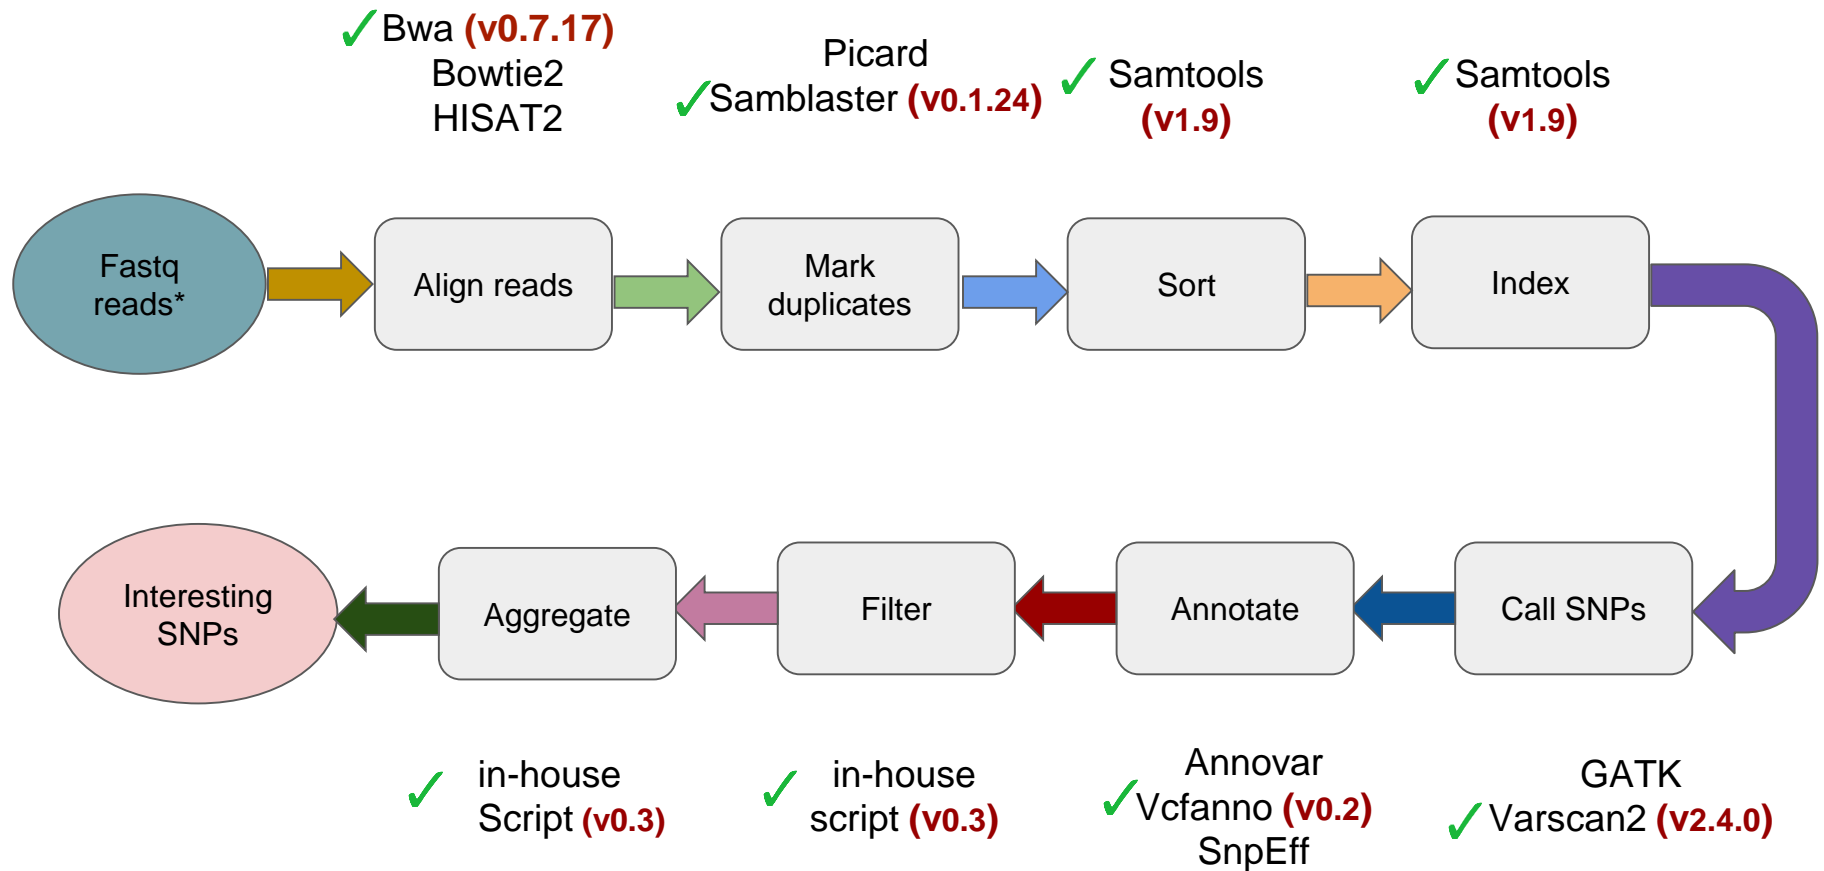 ✓Bwa (v0.7.17)
Bowtie2
HISAT2
Picard
✓Samblaster (v0.1.24)
✓Samtools
(v1.9)
✓Samtools
(v1.9)
Fastq
reads*
Align reads
Mark
duplicates
Sort
Index
Interesting
SNPs
Aggregate
Filter
Annotate
Call SNPs
✓in-house
Script (v0.3)
✓in-house
script (v0.3)
Annovar
✓Vcfanno (v0.2)
SnpEff
GATK
✓Varscan2 (v2.4.0)